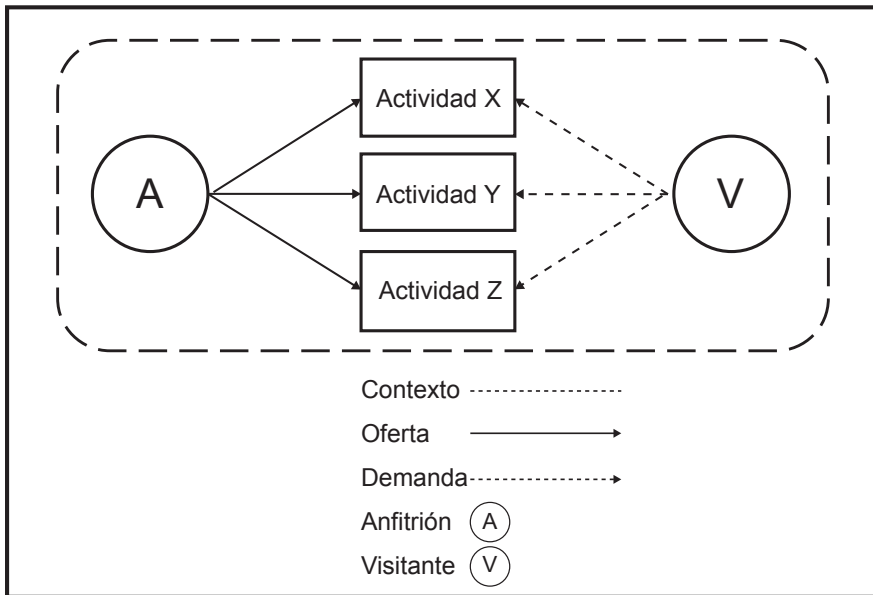 Actividad X
A
Actividad Y
V
Actividad Z
Contexto
Oferta
Demanda
Anfitrión A
Visitante V